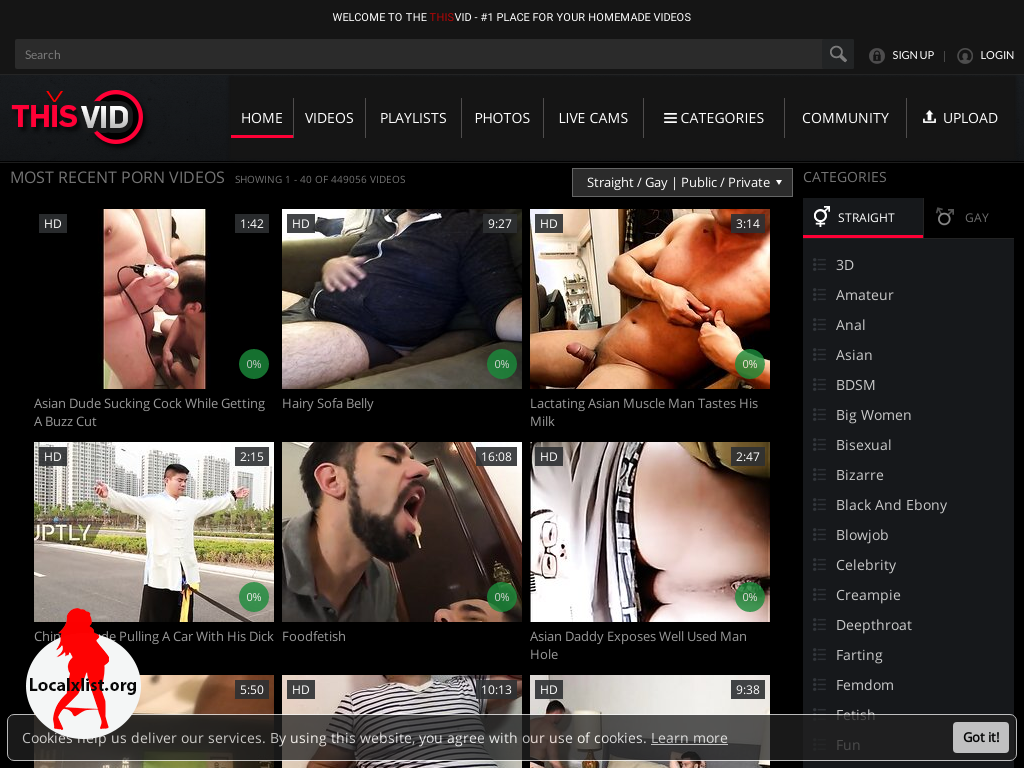 WELCOME TO THE THISVID - #1 PLACE FOR YOUR HOMEMADE VIDEOS
Search
SIGN UP
LOGIN
THIS VID
HOME
VIDEOS
PLAYLISTS
PHOTOS
LIVE CAMS
CATEGORIES
COMMUNITY
UPLOAD
MOST RECENT PORN VIDEOS
SHOWING 1 - 40 OF 449056 VIDEOS
Straight / Gay | Public / Private
HD
1:42
0%
Asian Dude Sucking Cock While Getting
A Buzz Cut
HD
9:27
0%
Hairy Sofa Belly
HD
3:14
0%
Lactating Asian Muscle Man Tastes His
Milk
HD
2:15
UPTLY
0%
Pulling A Car With His Dick
16:08
0%
Foodfetish
HD
2:47
0%
Asian Daddy Exposes Well Used Man
Hole
5:50
HD
10:13
HD
9:38
CATEGORIES
STRAIGHT
GAY
3D
Amateur
Anal
Asian
BDSM
Big Women
Bisexual
Bizarre
Black And Ebony
Blowjob
Celebrity
Creampie
Deepthroat
Farting
Femdom
Fetish
Fun
Localxlist.org
Cookies help us deliver our services. By using this website, you agree with our use of cookies. Learn more
Got it!